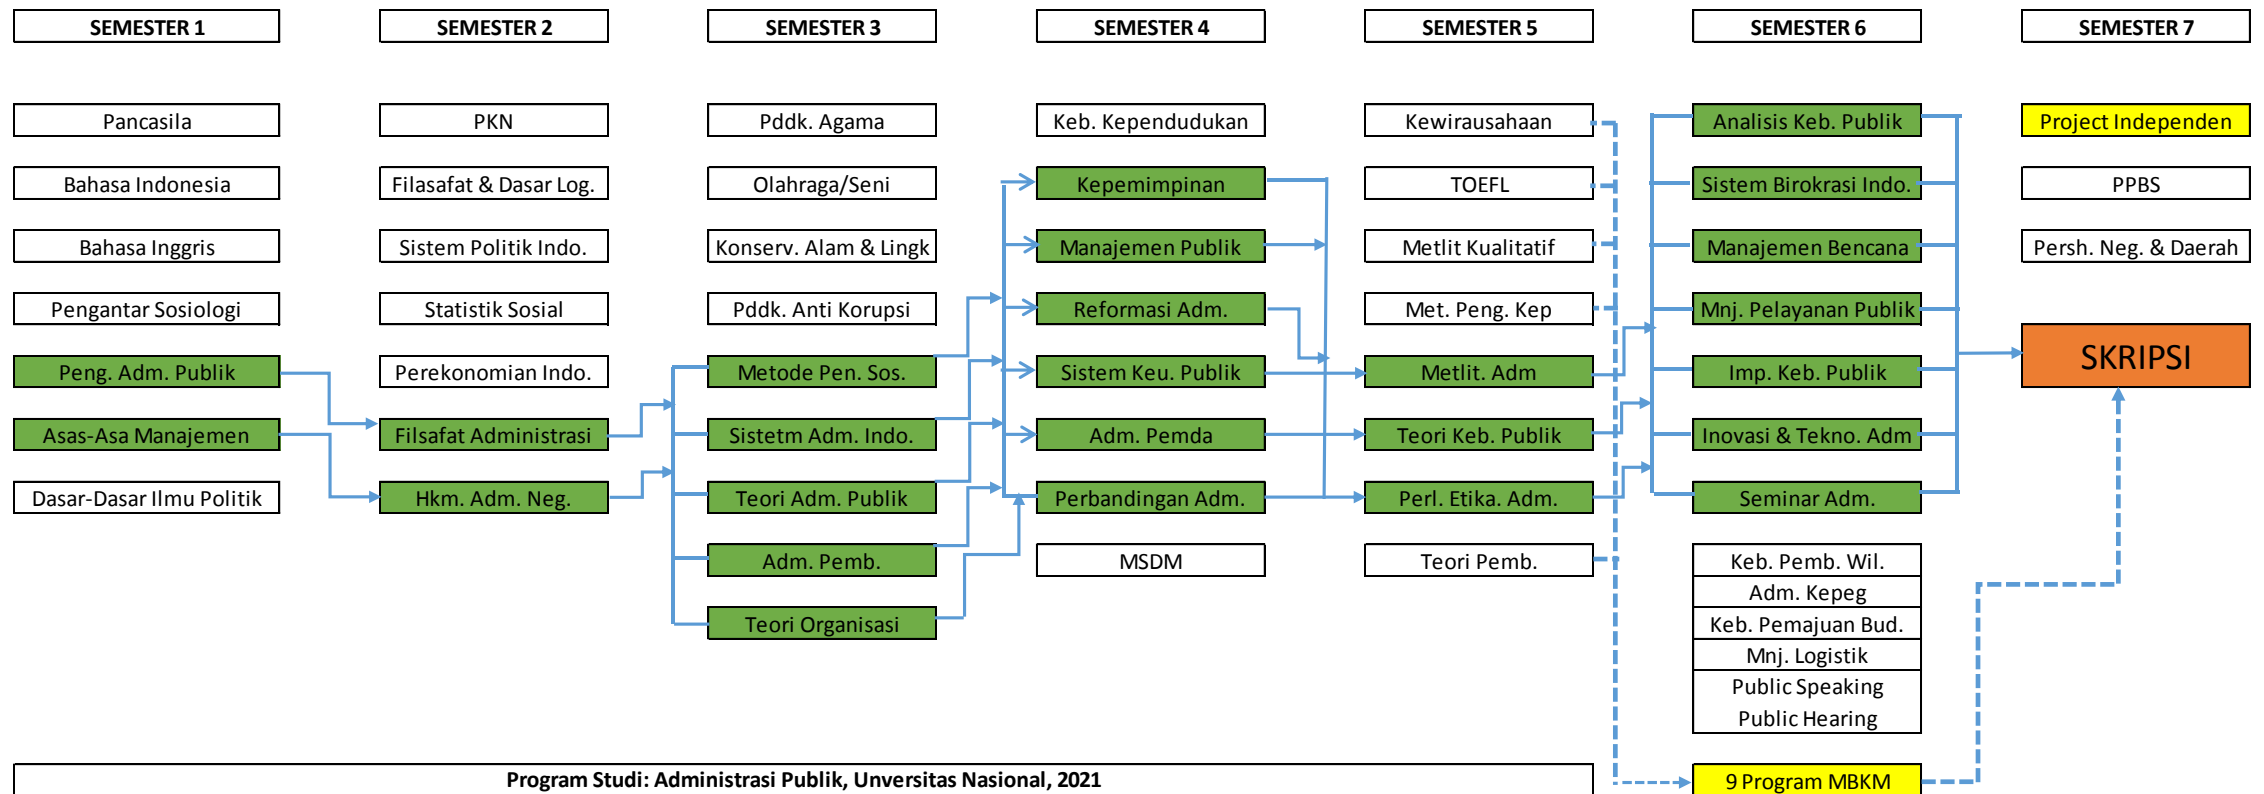 SEMESTER 1
SEMESTER 2
SEMESTER 3
SEMESTER 4
SEMESTER 5
SEMESTER 6
SEMESTER 7
Pancasila
PKN
Pddk. Agama
Keb. Kependudukan
Kewirausahaan
Analisis Keb. Publik
Project Independen
Bahasa Indonesia
Filasafat & Dasar Log.
Olahraga/Seni
Kepemimpinan
TOEFL
Sistem Birokrasi Indo.
PPBS
Bahasa Inggris
Sistem Politik Indo.
Konserv. Alam & Lingk
Manajemen Publik
Metlit Kualitatif
Manajemen Bencana
Persh. Neg. & Daerah
Pengantar Sosiologi
Statistik Sosial
Pddk. Anti Korupsi
Reformasi Adm.
Met. Peng. Kep
Mnj. Pelayanan Publik
Peng. Adm. Publik
Perekonomian Indo.
Metode Pen. Sos.
Sistem Keu. Publik
Metlit. Adm
Imp. Keb. Publik
SKRIPSI
Asas-Asa Manajemen
Filsafat Administrasi
Sistetm Adm. Indo.
Adm. Pemda
Teori Keb. Publik
Inovasi & Tekno. Adm
Dasar-Dasar Ilmu Politik
Hkm. Adm. Neg.
Teori Adm. Publik
Perbandingan Adm.
Perl. Etika. Adm.
Seminar Adm.
Adm. Pemb.
MSDM
Teori Pemb.
Keb. Pemb. Wil.
Adm. Kepeg
Teori Organisasi
Keb. Pemajuan Bud.
Mnj. Logistik
Public Speaking
Public Hearing
Program Studi: Administrasi Publik, Unversitas Nasional, 2021
9 Program MBKM